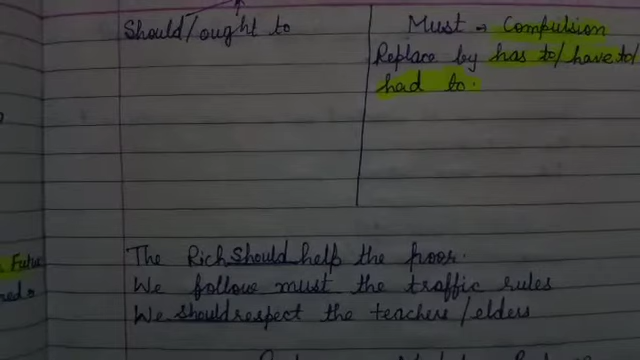 Should/ought to
Must → Compulsion
Replace by has to/have to/
had to.
The Rich should help the poor.
We follow must the traffic rules
We should respect the teachers/elders